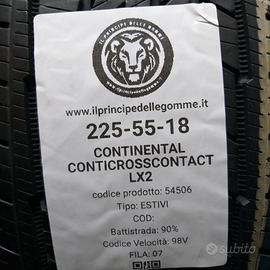 IL PRINCIPE DELLE GOMME
www.ilprincipedellegomme.it
225-55-18
CONTINENTAL
CONTICROSSCONTACT
LX2
codice prodotto: 54506
Tipo: ESTIVI
COD:
Battistrada: 90%
Codice Velocità: 98V
FILA: 07
subito